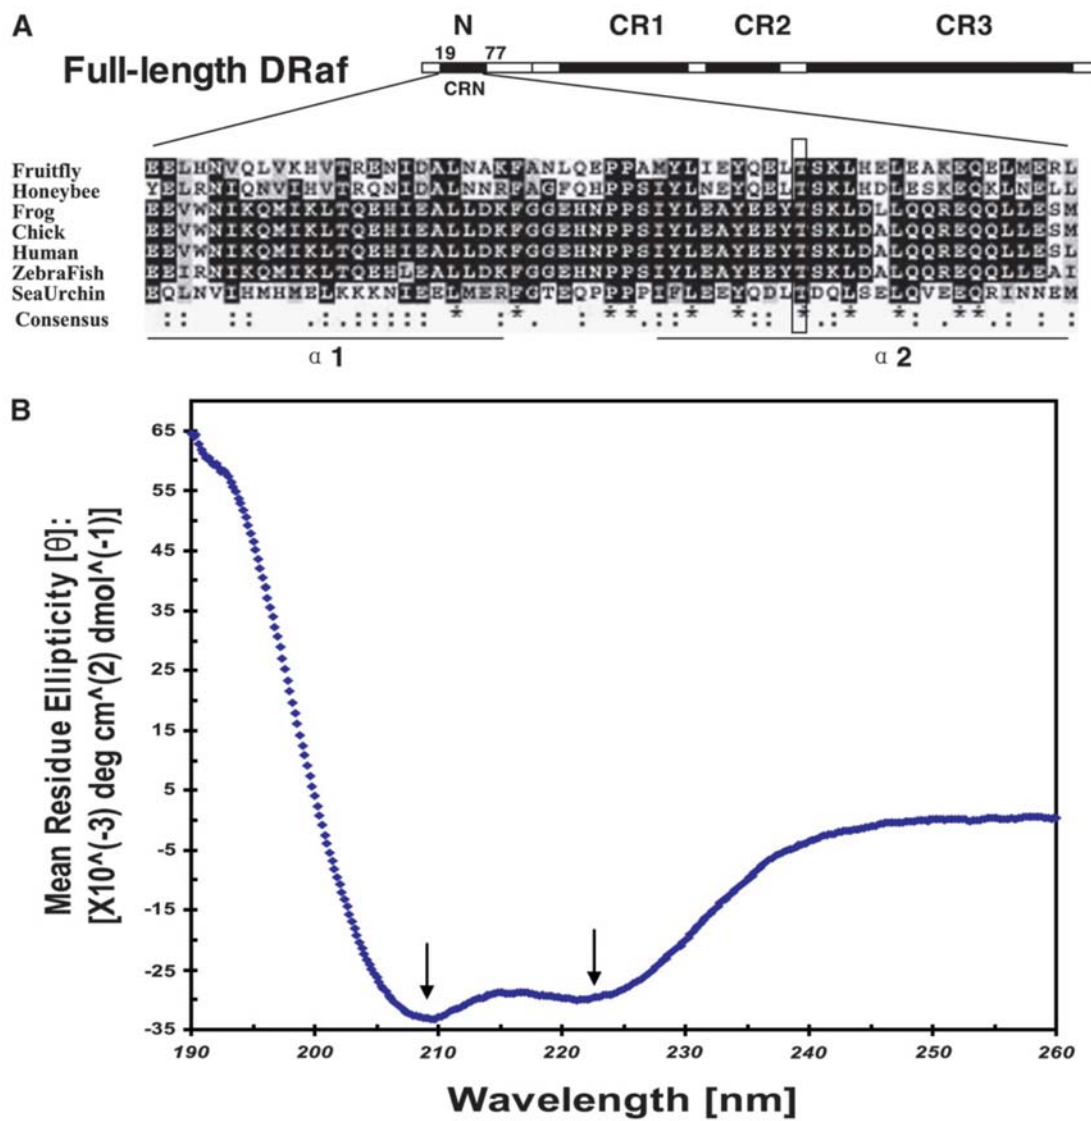 A
N CR1 CR2 CR3
19 77
Full-length DRaf
CRN
Fruitfly EELHNVQLVKHVTRENIDALNAKFANLQEPPAMYLIEYQELTSKLHELEAKEQELMERL
Honeybee YELRNIQNVIHVTRQNIDALNNRFAGFQHPPSIYLNEYQELTSKLHDLESKEQKLNELL
Frog EEVWNIKQMIKLTQEHIEALLDKFGGEHNPPSIYLEAYEEYTSKLDLLQQREQQLLESM
Chick EEVWNIKQMIKLTQEHIEALLDKFGGEHNPPSIYLEAYEEYTSKLDALQQREQQLLESM
Human EEVWNIKQMIKLTQEHIEALLDKFGGEHNPPSIYLEAYEEYTSKLDALQQREQQLLESM
ZebraFish EEIRNIKQMIKLTQEHLEALLDKFGGEHNPPSIYLEAYEEYTSKLDALQQREQQLLEAI
SeaUrchin EQLNVIHMHMELKKKNIEELMERFGTEQPPPPIFLEEYQDLTDQLSELQVEEQRINNEM
Consensus
α 1 α 2
B
Mean Residue Ellipticity [θ]:
[X10^(-3) deg cm^(2) dmol^(-1)]
65
55
45
35
25
15
5
-5
-15
-25
-35
190 200 210 220 230 240 250 260
Wavelength [nm]